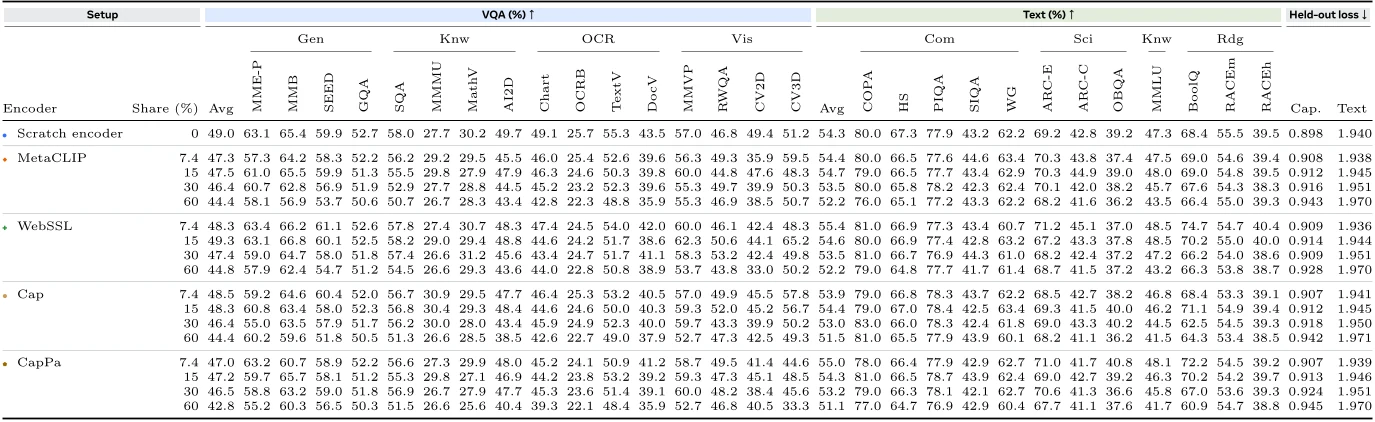 Setup VQA (%) ↑ Text (%) ↑ Held-out loss ↓
Gen Knw OCR Vis Com Sci Knw Rdg
Encoder Share (%) Avg MME-P MMB SEED GQA SQA MMMU MathV AI2D Chart OCRB TextV DocV MMVP RWQA CV2D CV3D Avg COPA HS PIQA SIQA WG ARC-E ARC-C OBQA MMLU BoolQ RACEm RACEh Cap. Text
Scratch encoder 0 49.0 63.1 65.4 59.9 52.7 58.0 27.7 30.2 49.7 49.1 25.7 55.3 43.5 57.0 46.8 49.4 51.2 54.3 80.0 67.3 77.9 43.2 62.2 69.2 42.8 39.2 47.3 68.4 55.5 39.5 0.898 1.940
MetaCLIP 7.4 47.3 57.3 64.2 58.3 52.2 56.2 29.2 29.5 45.5 46.0 25.4 52.6 39.6 56.3 49.3 35.9 59.5 54.4 80.0 66.5 77.6 44.6 63.4 70.3 43.8 37.4 47.5 69.0 54.6 39.4 0.908 1.938
15 47.5 61.0 65.5 59.9 51.3 55.5 29.8 27.9 47.9 46.3 24.6 50.3 39.8 60.0 44.8 47.6 48.3 54.7 79.0 66.5 77.7 43.4 62.9 70.3 44.9 39.0 48.0 69.0 54.8 39.5 0.912 1.945
30 46.4 60.7 62.8 56.9 51.9 52.9 27.7 28.8 44.5 45.2 23.2 52.3 39.6 55.3 49.7 39.9 50.3 53.5 80.0 65.8 78.2 42.3 62.4 70.1 42.0 38.2 45.7 67.6 54.3 38.3 0.916 1.951
60 44.4 58.1 56.9 53.7 50.6 50.7 26.7 28.3 43.4 42.8 22.3 48.8 35.9 55.3 46.9 38.5 50.7 52.2 76.0 65.1 77.2 43.3 62.2 68.2 41.6 36.2 43.5 66.4 55.0 39.3 0.943 1.970
WebSSL 7.4 48.3 63.4 66.2 61.1 52.6 57.8 27.4 30.7 48.3 47.4 24.5 54.0 42.0 60.0 46.1 42.4 48.3 55.4 81.0 66.9 77.3 43.4 60.7 71.2 45.1 37.0 48.5 74.7 54.7 40.4 0.909 1.936
15 49.3 63.1 66.8 60.1 52.5 58.2 29.0 29.4 48.8 44.6 24.2 51.7 38.6 62.3 50.6 44.1 65.2 54.6 80.0 66.9 77.4 42.8 63.2 67.2 43.3 37.8 48.5 70.2 55.0 40.0 0.914 1.944
30 47.4 59.0 64.7 58.0 51.8 57.4 26.6 31.2 45.6 43.4 24.7 51.7 41.1 58.3 53.2 42.4 49.8 53.5 81.0 66.7 76.9 44.3 61.0 68.2 42.4 37.2 47.2 66.2 54.0 38.6 0.909 1.951
60 44.8 57.9 62.4 54.7 51.2 54.5 26.6 29.3 43.6 44.0 22.8 50.8 38.9 53.7 43.8 33.0 50.2 52.2 79.0 64.8 77.7 41.7 61.4 68.7 41.5 37.2 43.2 66.3 53.8 38.7 0.928 1.970
Cap 7.4 48.5 59.2 64.6 60.4 52.0 56.7 30.9 29.5 47.7 46.4 25.3 53.2 40.5 57.0 49.9 45.5 57.8 53.9 79.0 66.8 78.3 43.7 62.2 68.5 42.7 38.2 46.8 68.4 53.3 39.1 0.907 1.941
15 48.3 60.8 63.4 58.0 52.3 56.8 30.4 29.3 48.4 44.6 24.6 50.0 40.3 59.3 52.0 45.2 56.7 54.4 79.0 67.0 78.4 42.5 63.4 69.3 41.5 40.0 46.2 71.1 54.9 39.4 0.912 1.945
30 46.4 55.0 63.5 57.9 51.7 56.2 30.0 28.0 43.4 45.9 24.9 52.3 40.0 59.7 43.3 39.9 50.2 53.0 83.0 66.0 78.3 42.4 61.8 69.0 43.3 40.2 44.5 62.5 54.5 39.3 0.918 1.950
60 44.4 60.2 59.6 51.8 50.5 51.3 26.6 28.5 38.5 42.6 22.7 49.0 37.9 52.7 47.3 42.5 49.3 51.5 81.0 65.5 77.9 43.9 60.1 68.2 41.1 36.2 41.5 64.3 53.4 38.5 0.942 1.971
CapPa 7.4 47.0 63.2 60.7 58.9 52.2 56.6 27.3 29.9 48.0 45.2 24.1 50.9 41.2 58.7 49.5 41.4 44.6 55.0 78.0 66.4 77.9 42.9 62.7 71.0 41.7 40.8 48.1 72.2 54.5 39.2 0.907 1.939
15 47.2 59.7 65.7 58.1 51.2 55.3 29.8 27.1 46.9 44.2 23.8 53.2 39.2 59.3 47.3 45.1 48.5 54.3 81.0 66.5 78.7 43.9 62.4 69.0 42.7 39.2 46.3 70.2 54.2 39.7 0.913 1.946
30 46.5 58.8 63.2 59.0 51.8 56.9 26.7 27.9 47.7 45.3 23.6 51.4 39.1 60.0 48.2 38.4 45.6 53.2 79.0 66.3 78.1 42.1 62.7 70.6 41.3 36.6 45.8 67.0 53.6 39.3 0.924 1.951
60 42.8 55.2 60.3 56.5 50.3 51.5 26.6 25.6 40.4 39.3 22.1 48.4 35.9 52.7 46.8 40.5 33.3 51.1 77.0 64.7 76.9 42.9 60.4 67.7 41.1 37.6 41.7 60.9 54.7 38.8 0.945 1.970